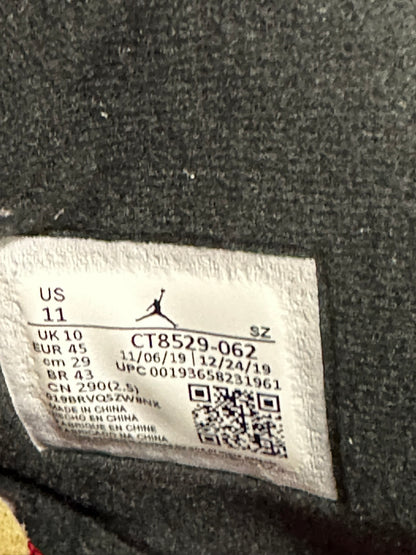 US
11
SZ
UK 10
EUR 45
cm 29
BR 43
CN 290(2.5)
CT8529-062
11/06/19 | 12/24/19
UPC 00193658231961
MADE IN CHINA
HECHO EN CHINA
FABRIQUE EN CHINE
FABRICADO NA CHINA